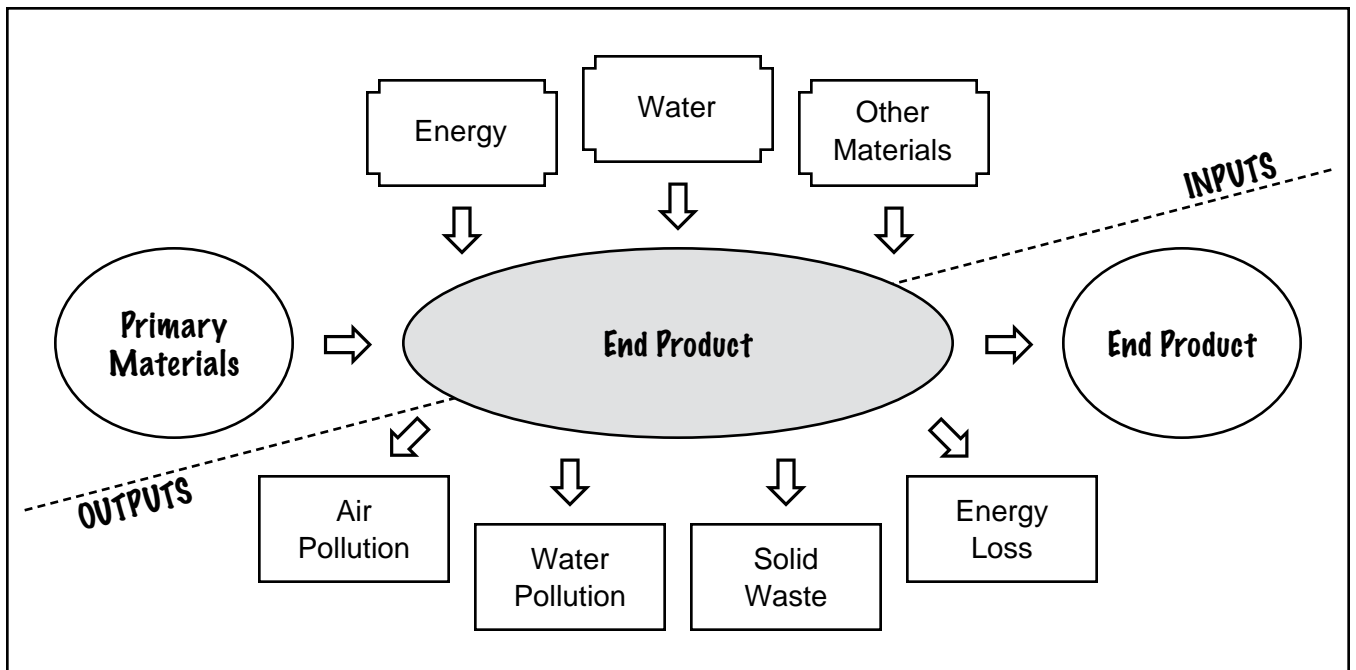 Energy
Water
Other
Materials
INPUTS
Primary
Materials
End Product
End Product
OUTPUTS
Air
Pollution
Water
Pollution
Solid
Waste
Energy
Loss